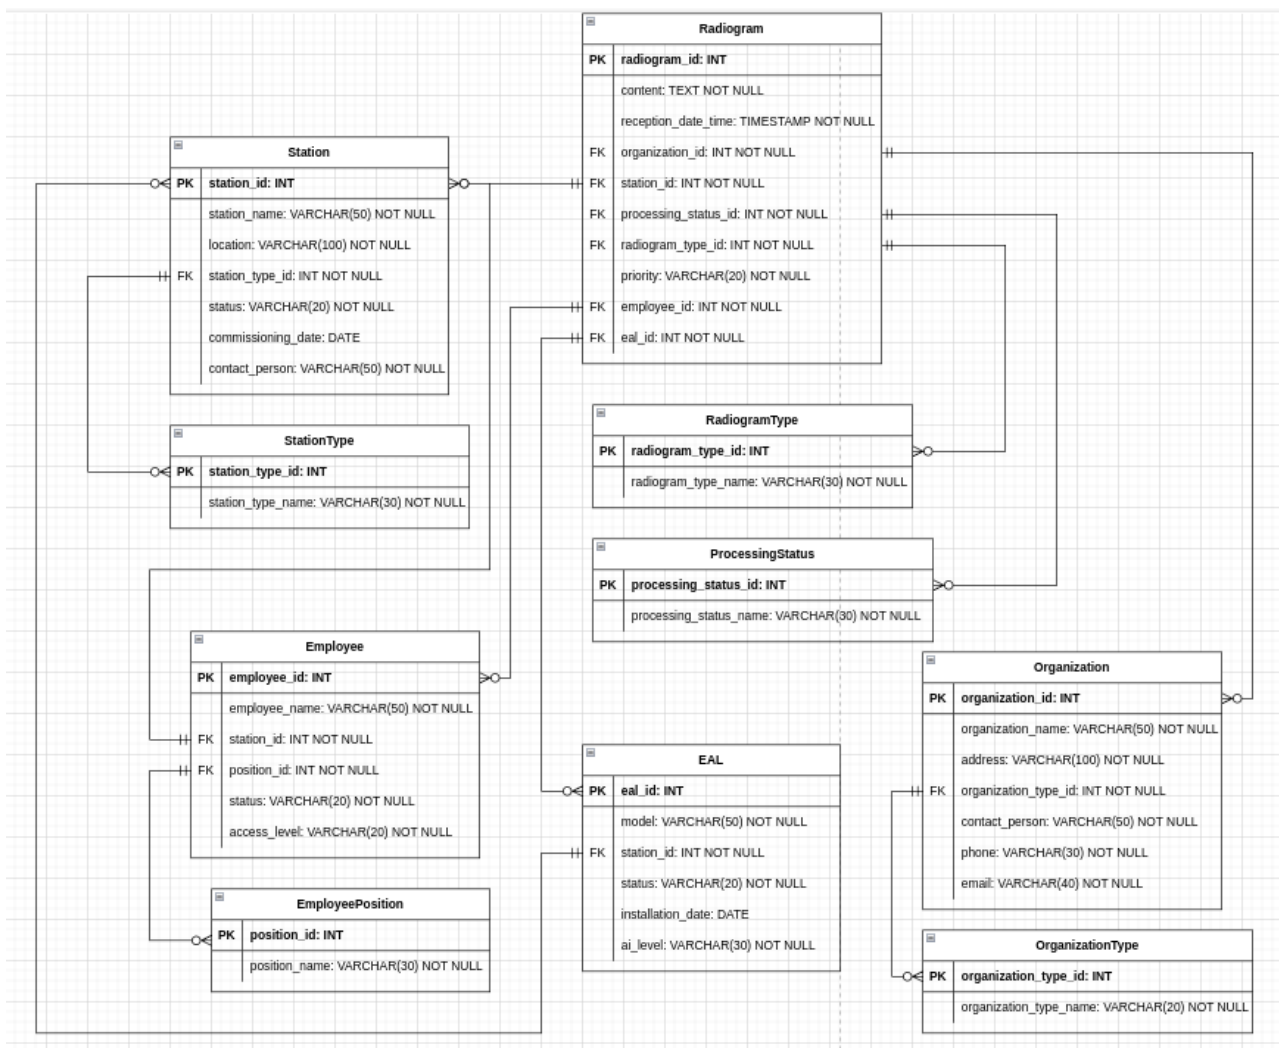 Radiogram
PK radiogram_id: INT
content: TEXT NOT NULL
reception_date_time: TIMESTAMP NOT NULL
FK organization_id: INT NOT NULL
FK station_id: INT NOT NULL
FK processing_status_id: INT NOT NULL
FK radiogram_type_id: INT NOT NULL
priority: VARCHAR(20) NOT NULL
FK employee_id: INT NOT NULL
FK eal_id: INT NOT NULL
Station
PK station_id: INT
station_name: VARCHAR(50) NOT NULL
location: VARCHAR(100) NOT NULL
FK station_type_id: INT NOT NULL
status: VARCHAR(20) NOT NULL
commissioning_date: DATE
contact_person: VARCHAR(50) NOT NULL
StationType
PK station_type_id: INT
station_type_name: VARCHAR(30) NOT NULL
RadiogramType
PK radiogram_type_id: INT
radiogram_type_name: VARCHAR(30) NOT NULL
ProcessingStatus
PK processing_status_id: INT
processing_status_name: VARCHAR(30) NOT NULL
Employee
PK employee_id: INT
employee_name: VARCHAR(50) NOT NULL
FK station_id: INT NOT NULL
FK position_id: INT NOT NULL
status: VARCHAR(20) NOT NULL
access_level: VARCHAR(20) NOT NULL
EmployeePosition
PK position_id: INT
position_name: VARCHAR(30) NOT NULL
EAL
PK eal_id: INT
model: VARCHAR(50) NOT NULL
FK station_id: INT NOT NULL
status: VARCHAR(20) NOT NULL
installation_date: DATE
ai_level: VARCHAR(30) NOT NULL
Organization
PK organization_id: INT
organization_name: VARCHAR(50) NOT NULL
address: VARCHAR(100) NOT NULL
FK organization_type_id: INT NOT NULL
contact_person: VARCHAR(50) NOT NULL
phone: VARCHAR(30) NOT NULL
email: VARCHAR(40) NOT NULL
OrganizationType
PK organization_type_id: INT
organization_type_name: VARCHAR(20) NOT NULL